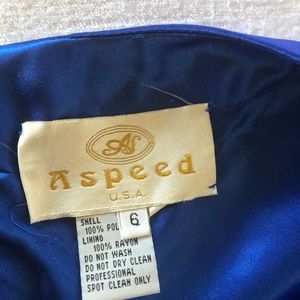 AS
Aspeed
U.S.A.
6
SHELL
100% POL
LINING
100% RAYON
DO NOT WASH
DO NOT DRY CLEAN
PROFESSIONAL
SPOT CLEAN ONLY